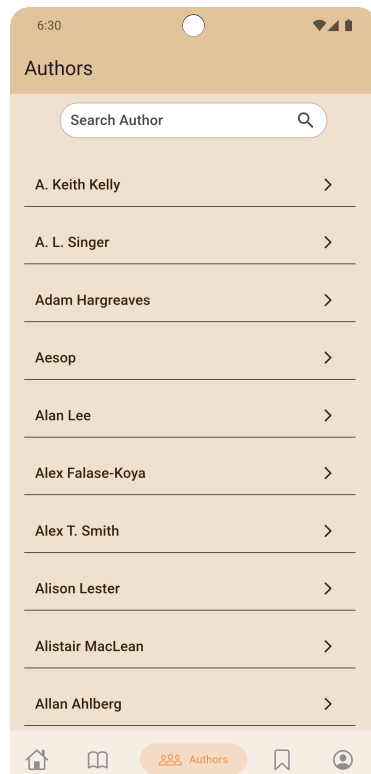 6:30
Authors
Search Author
A. Keith Kelly
A. L. Singer
Adam Hargreaves
Aesop
Alan Lee
Alex Falase-Koya
Alex T. Smith
Alison Lester
Alistair MacLean
Allan Ahlberg
Authors